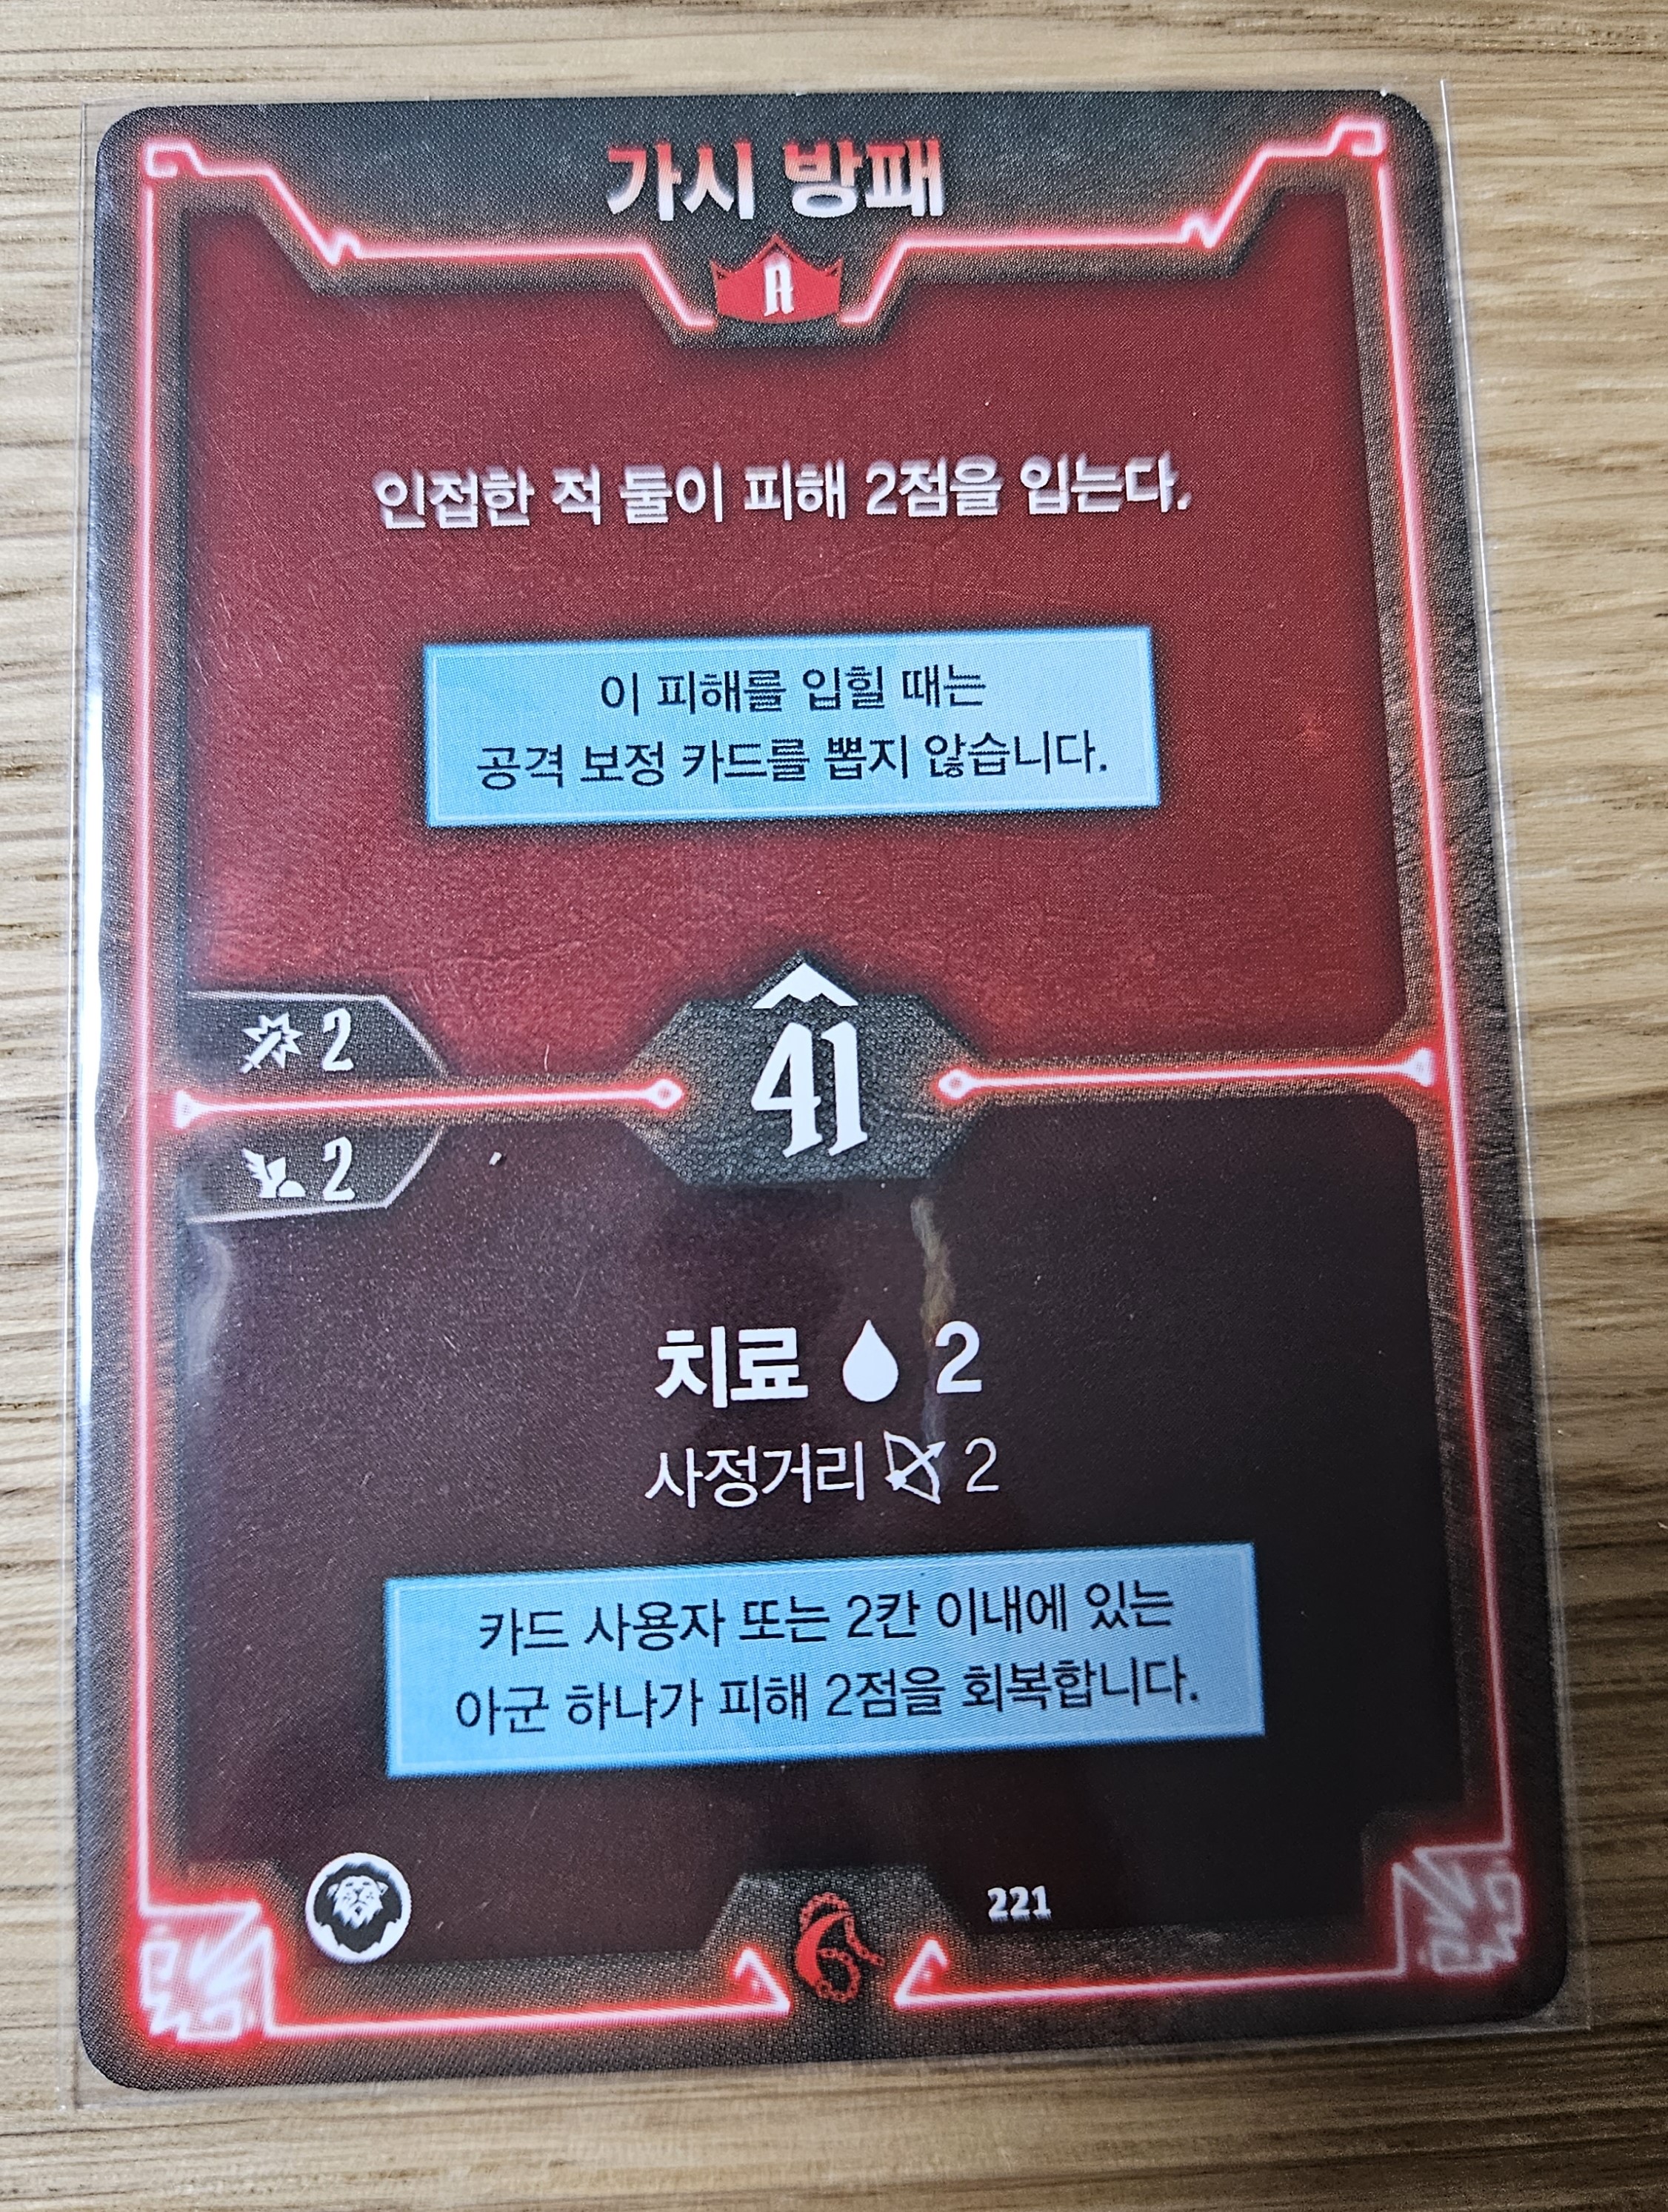 가시 방패
A
인접한 적 둘이 피해 2점을 입는다.
이 피해를 입힐 때는
공격 보정 카드를 뽑지 않습니다.
2
41
2
치료 2
사정거리 2
카드 사용자 또는 2칸 이내에 있는
아군 하나가 피해 2점을 회복합니다.
221